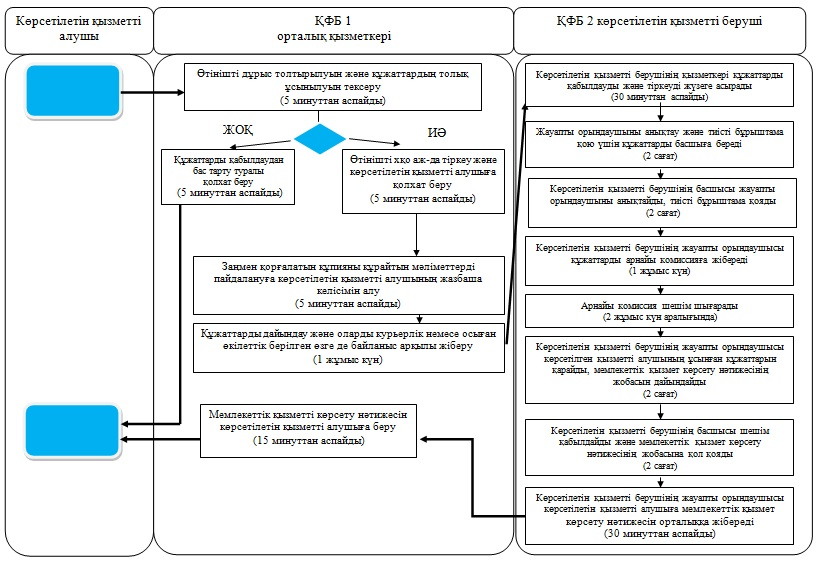 Көрсетілетін қызметті
алушы
ҚФБ 1
орталық қызметкері
ҚФБ 2 көрсетілетін қызметті беруші
Өтінішті дұрыс толтырылуын және құжаттардың толық
ұсынылуын тексеру
(5 минуттан аспайды)
ЖОҚ
ИӘ
Құжаттарды қабылдаудан
бас тарту туралы
қолхат беру
(5 минуттан аспайды)
Өтінішті хқо аж-да тіркеу және
көрсетілетін қызметті алушыға
қолхат беру
(5 минуттан аспайды)
Заңмен қорғалатын құпияны құрайтын мәліметтерді
пайдалануға көрсетілетін қызметті алушының жазбаша
келісімін алу
(5 минуттан аспайды)
Құжаттарды дайындау және оларды курьерлік немесе осыған
өкілеттік берілген өзге де байланыс арқылы жіберу
(1 жұмыс күн)
Мемлекеттік қызметті көрсету нәтижесін
көрсетілетін қызметті алушыға беру
(15 минуттан аспайды)
Көрсетілетін қызметті берушінің қызметкері құжаттарды
қабылдауды және тіркеуді жүзеге асырады
(30 минуттан аспайды)
Жауапты орындаушыны анықтау және тиісті бұрыштама
қою үшін құжаттарды басшыға береді
(2 сағат)
Көрсетілетін қызметті берушінің басшысы жауапты
орындаушыны анықтайды, тиісті бұрыштама қояды
(2 сағат)
Көрсетілетін қызметті берушінің жауапты орындаушысы
құжаттарды арнайы комиссияға жібереді
(1 жұмыс күн)
Арнайы комиссия шешім шығарады
(2 жұмыс күн аралығында)
Көрсетілетін қызметті берушінің жауапты орындаушысы
көрсетілген қызметті алушының ұсынған құжаттарын
қарайды, мемлекеттік қызмет көрсету нәтижесінің
жобасын дайындайды
(2 сағат)
Көрсетілетін қызметті берушінің басшысы шешім
қабылдайды және мемлекеттік қызмет көрсету
нәтижесінің жобасына қол қояды
(2 сағат)
Көрсетілетін қызметті берушінің жауапты орындаушысы
көрсетілетін қызметті алушыға мемлекеттік қызмет
көрсету нәтижесін орталыққа жібереді
(30 минуттан аспайды)